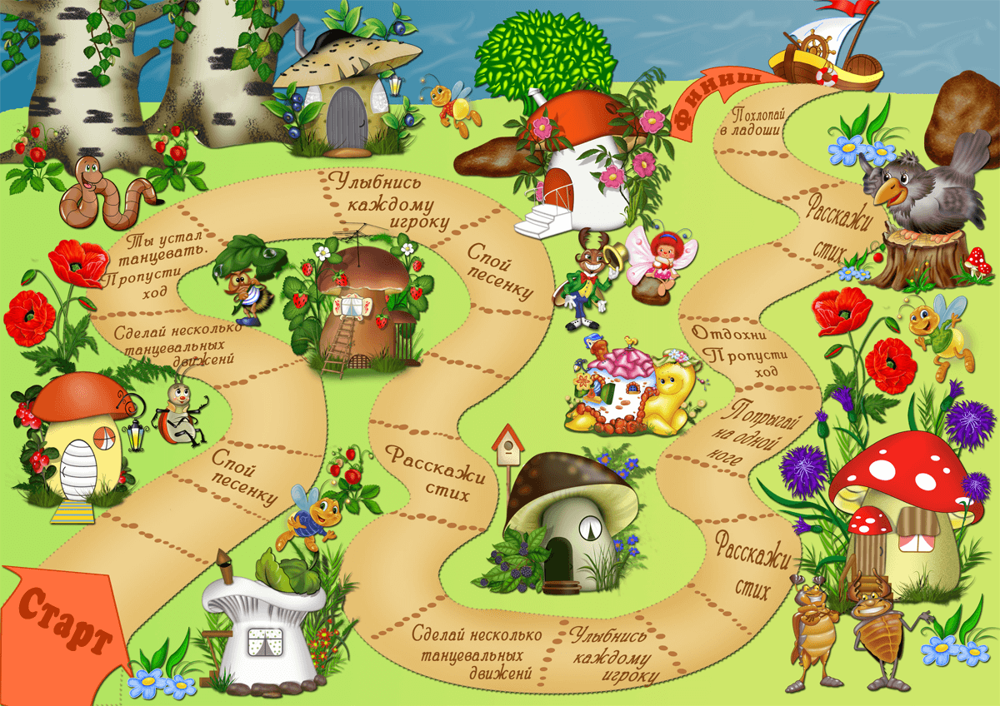 Старт
Спой
песенку
Сделай несколько
танцевальных
движенй
Ты устал
танцевать.
Пропусти
ход
Улыбнись
каждому
игроку
Спой
песенку
Расскажи
стих
Сделай несколько
танцевальных
движенй
Улыбнись
каждому
игроку
Расскажи
стих
Попрыгай
на одной
ноге
Отдохни
Пропусти
ход
Расскажи
стих
Похлопай
в ладоши
Финиш